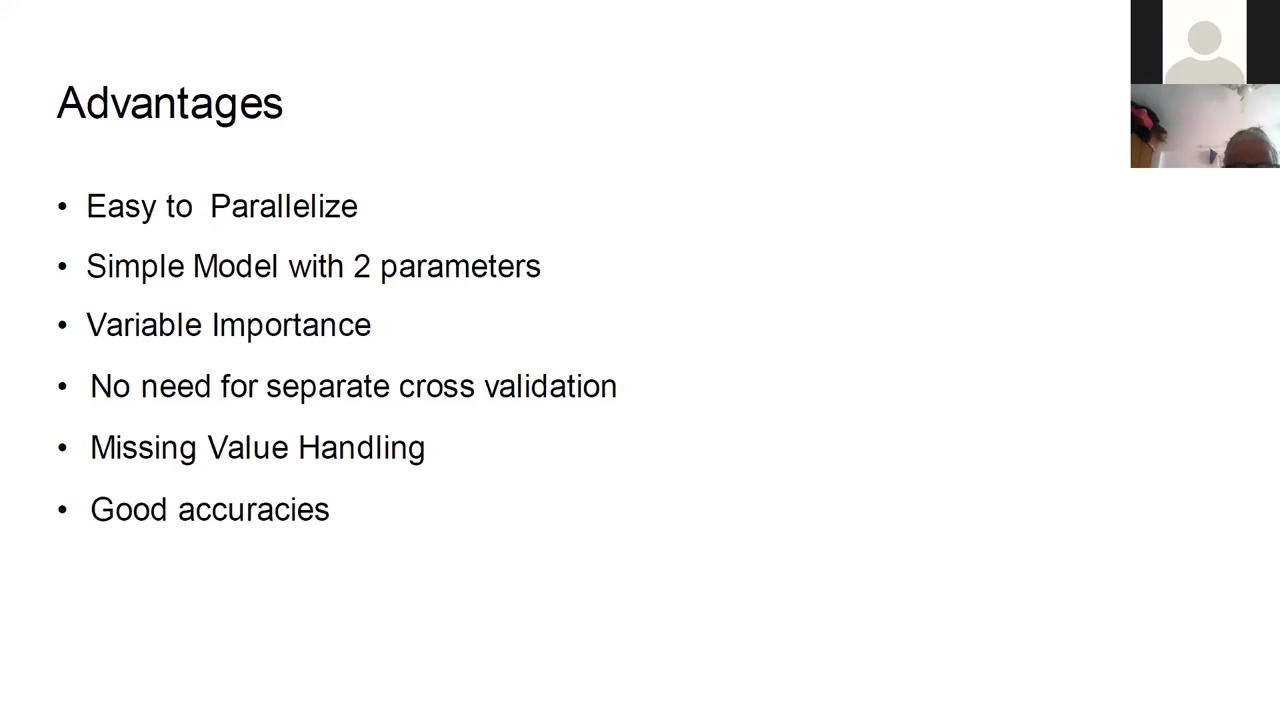 Advantages
• Easy to  Parallelize
• Simple Model with 2 parameters
• Variable Importance
• No need for separate cross validation
• Missing Value Handling
• Good accuracies